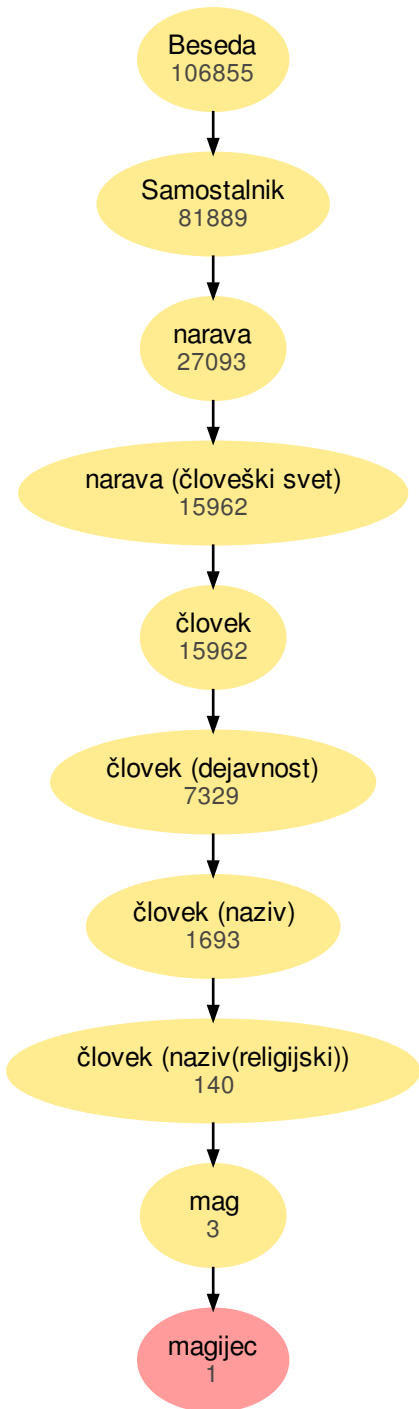 Beseda
106855
Samostalnik
81889
narava
27093
narava (človeški svet)
15962
človek
15962
človek (dejavnost)
7329
človek (naziv)
1693
človek (naziv(religijski))
140
mag
3
magijec
1